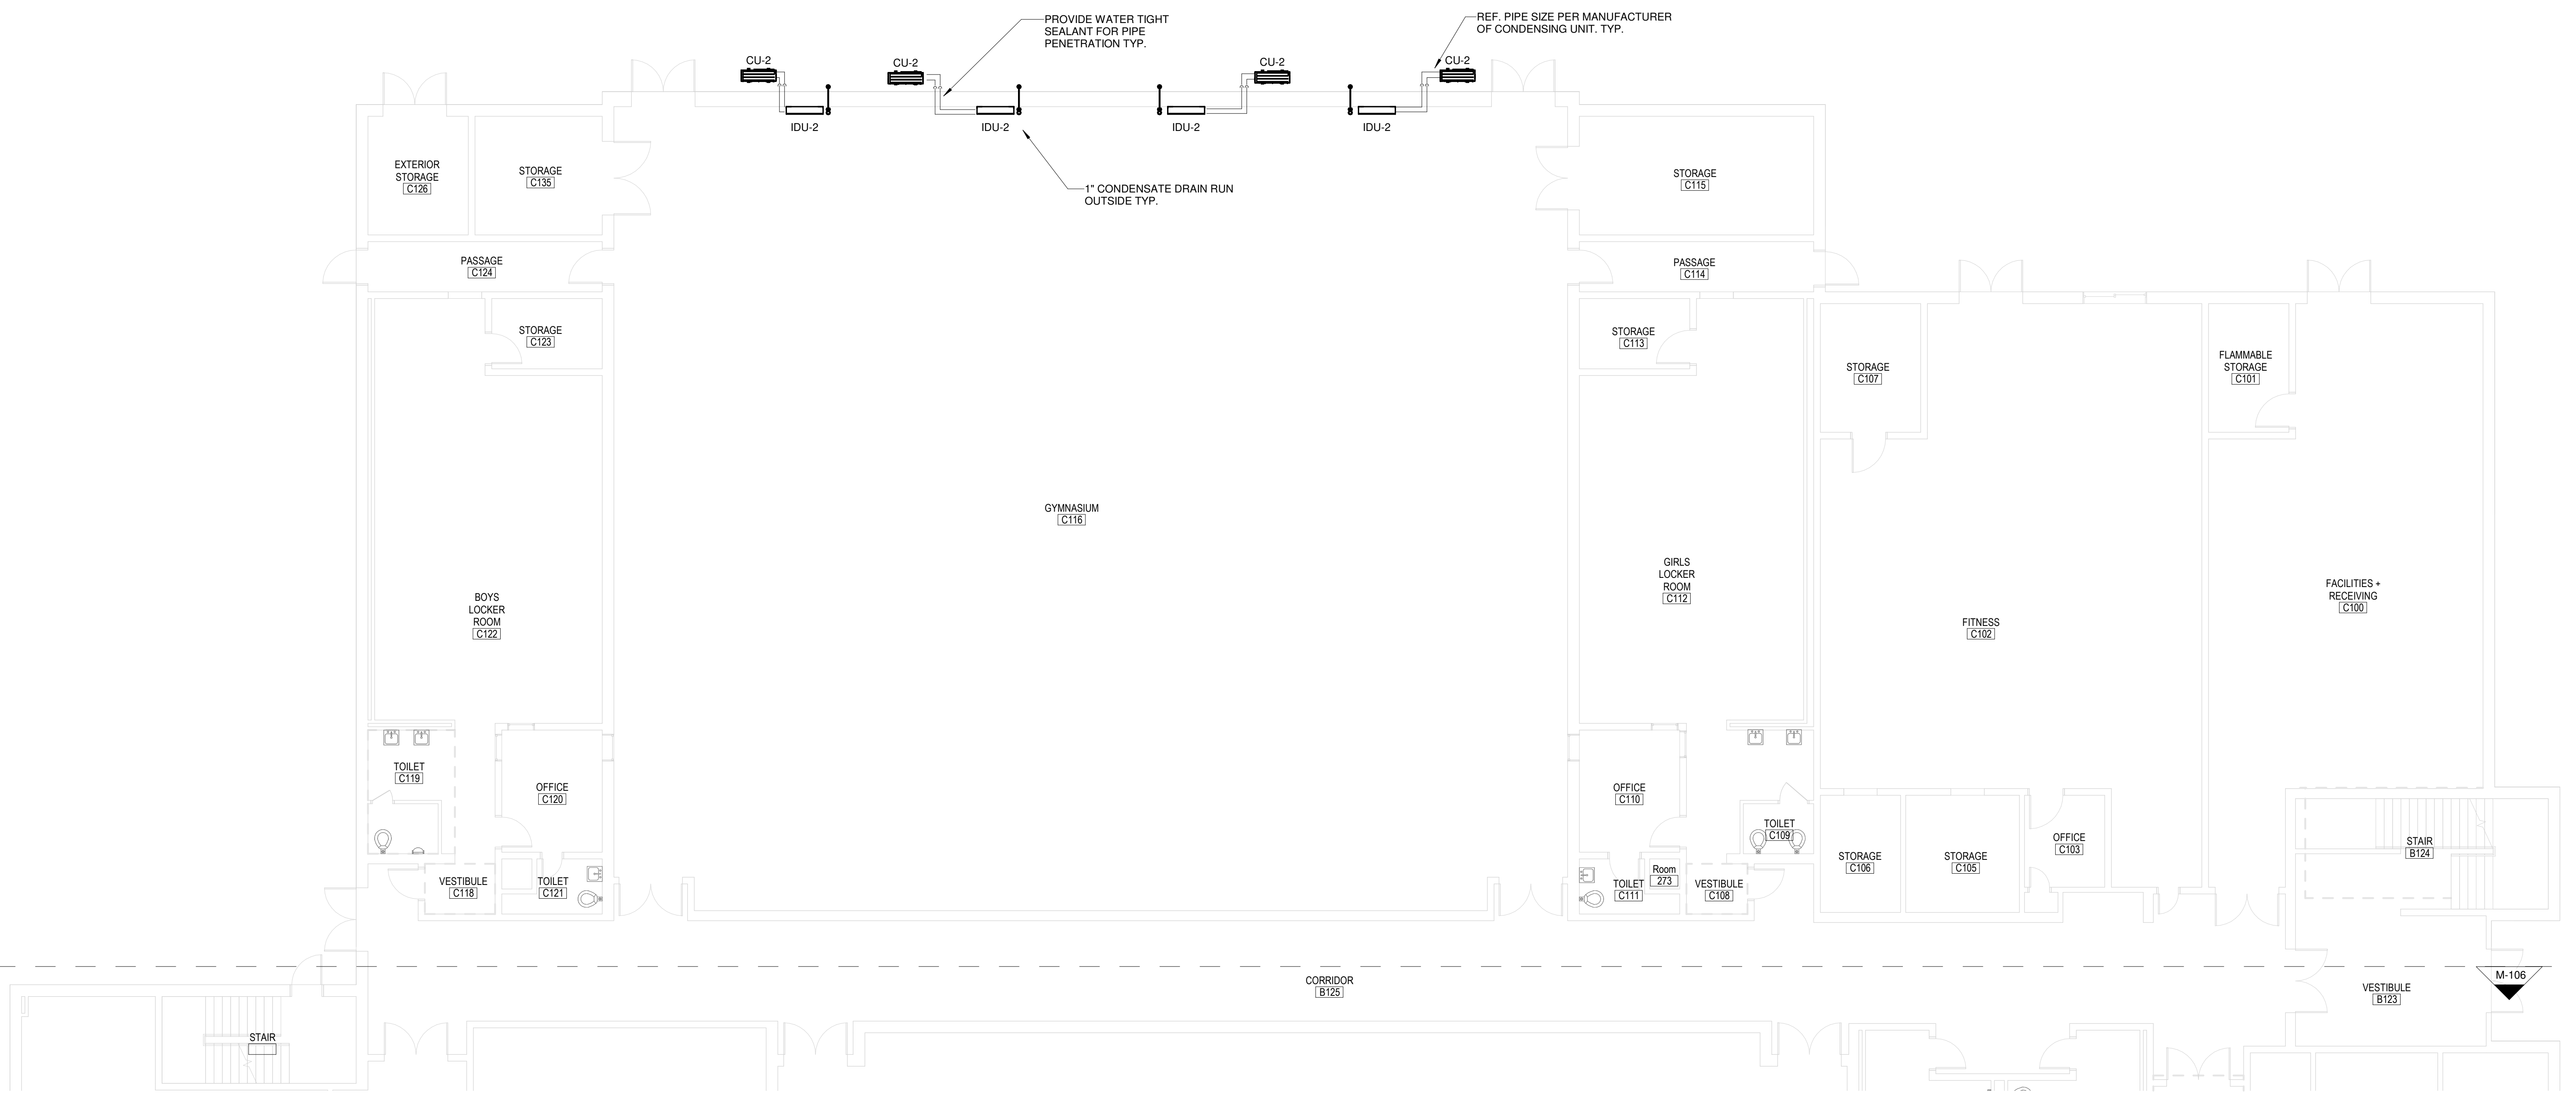 PROVIDE WATER TIGHT
SEALANT FOR PIPE
PENETRATION TYP.
REF. PIPE SIZE PER MANUFACTURER
OF CONDENSING UNIT. TYP.
CU-2
CU-2
CU-2
CU-2
IDU-2
IDU-2
IDU-2
IDU-2
1" CONDENSATE DRAIN RUN
OUTSIDE TYP.
EXTERIOR
STORAGE
C126
STORAGE
C135
STORAGE
C115
PASSAGE
C124
PASSAGE
C114
STORAGE
C123
STORAGE
C113
STORAGE
C107
FLAMMABLE
STORAGE
C101
GYMNASIUM
C116
BOYS
LOCKER
ROOM
C122
GIRLS
LOCKER
ROOM
C112
FITNESS
C102
FACILITIES +
RECEIVING
C100
TOILET
C119
OFFICE
C120
OFFICE
C110
TOILET
C109
OFFICE
C103
STAIR
B124
VESTIBULE
C118
TOILET
C121
TOILET
C111
Room
273
VESTIBULE
C108
STORAGE
C106
STORAGE
C105
CORRIDOR
B125
VESTIBULE
B123
M-106
STAIR